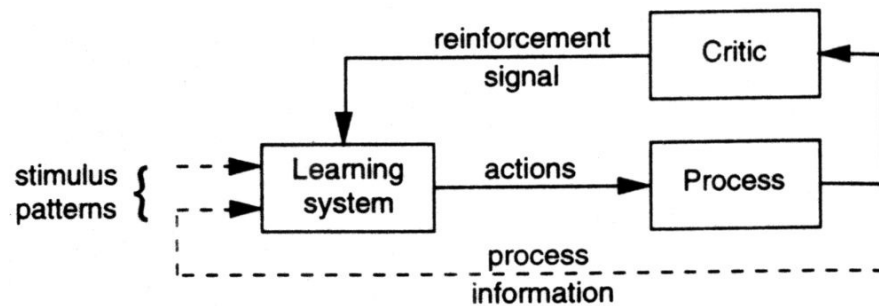 reinforcement
signal
Critic
stimulus
patterns
Learning
system
actions
Process
process
information